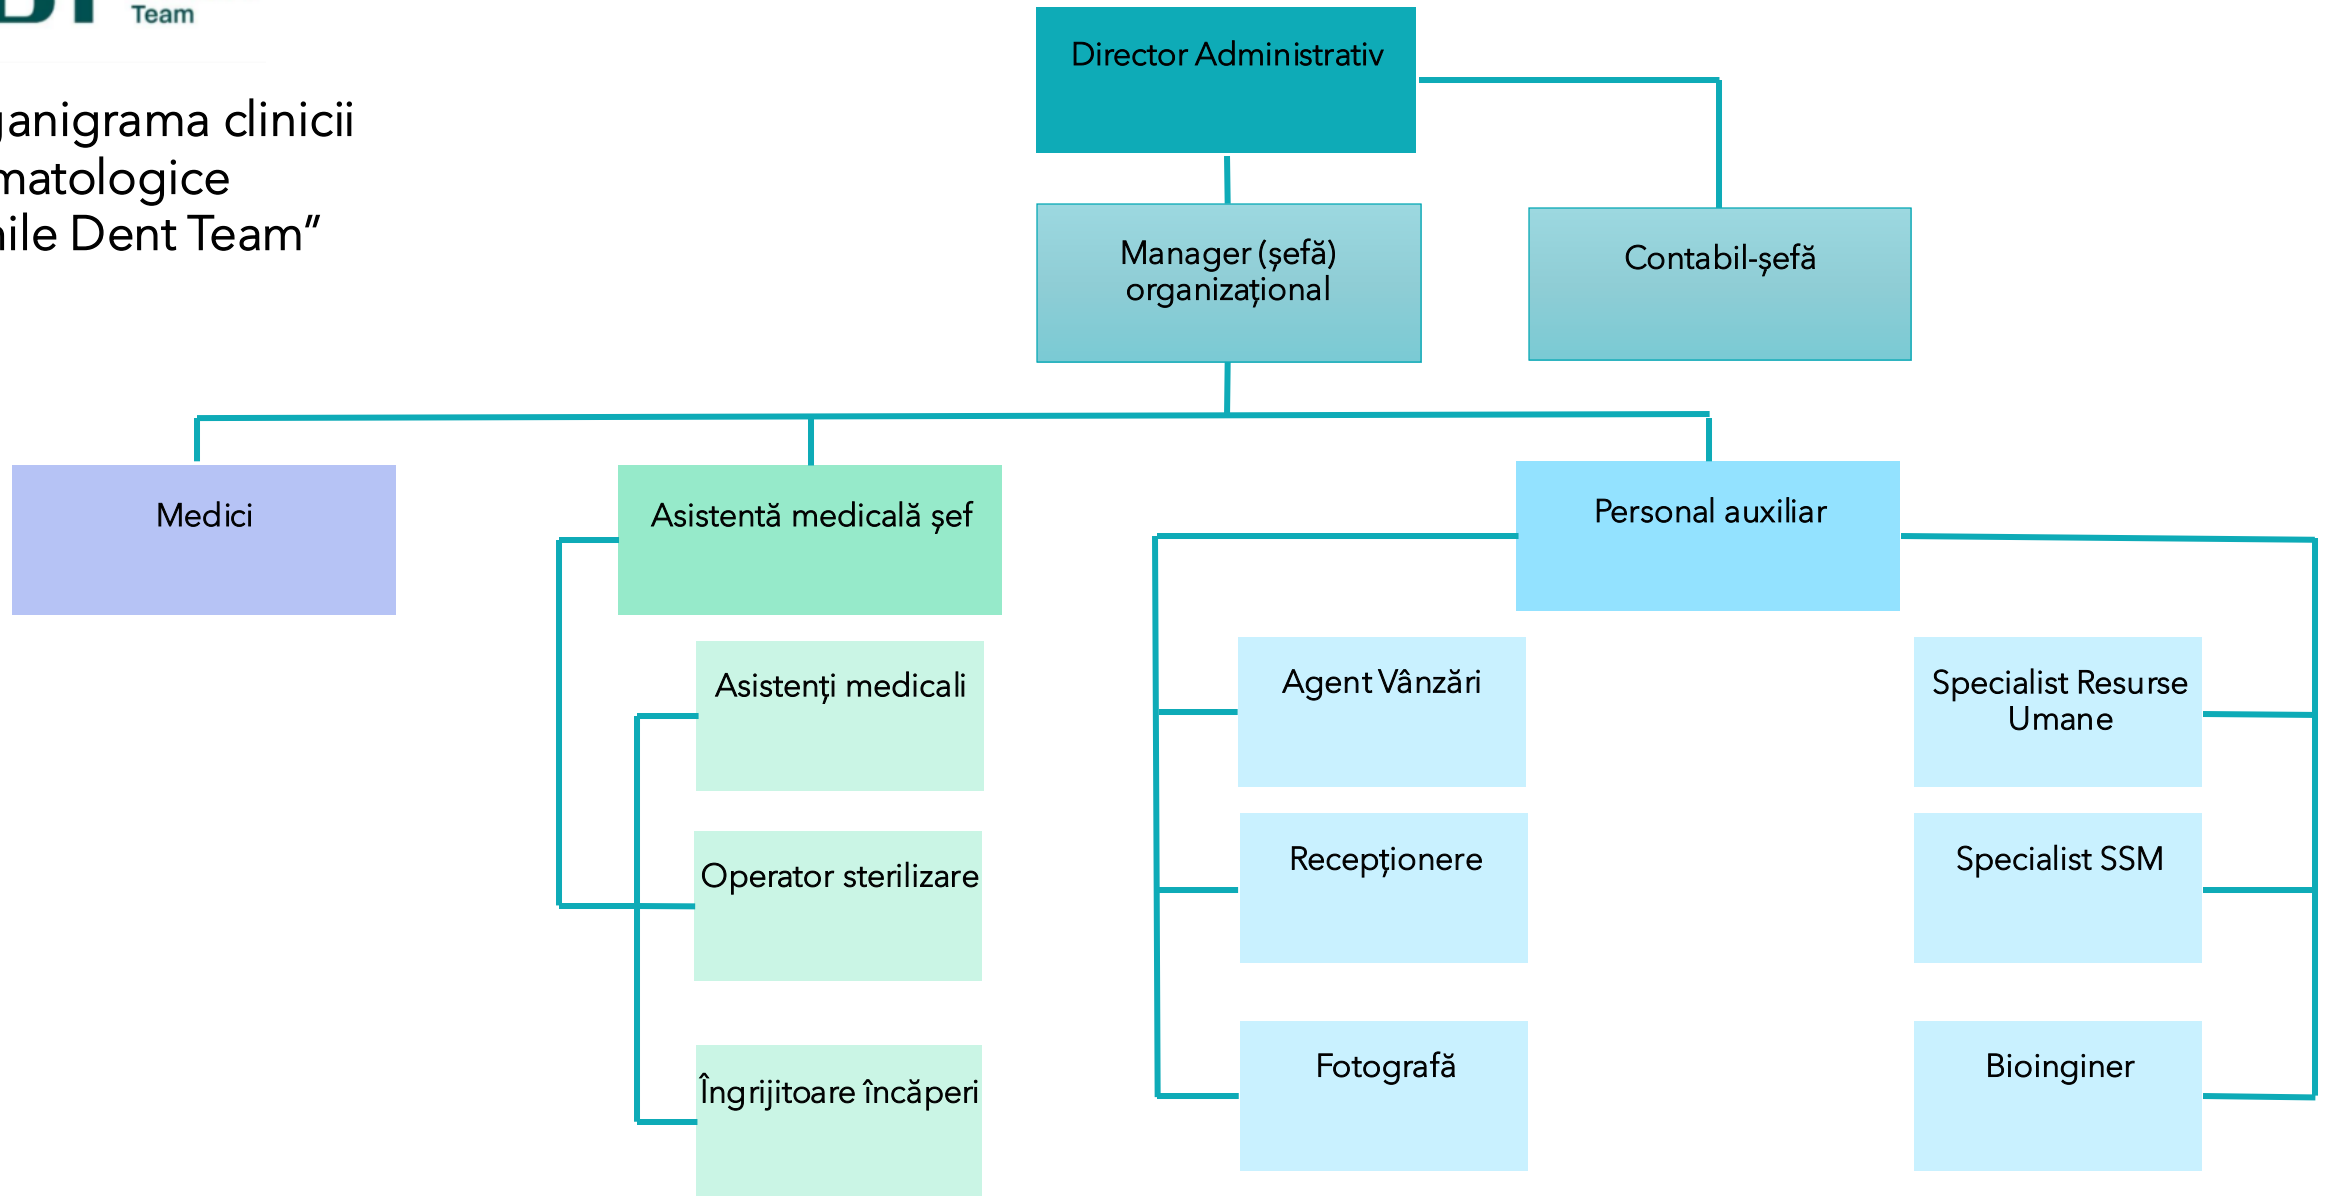 Team
Director Administrativ
ganigrama clinicii
matologice
ile Dent Team”
Manager (șefă)
organizațional
Contabil-șefă
Medici
Asistentă medicală șef
Personal auxiliar
Asistenți medicali
Agent Vânzări
Specialist Resurse
Umane
Operator sterilizare
Recepționere
Specialist SSM
Îngrijitoare încăperi
Fotografă
Bioinginer